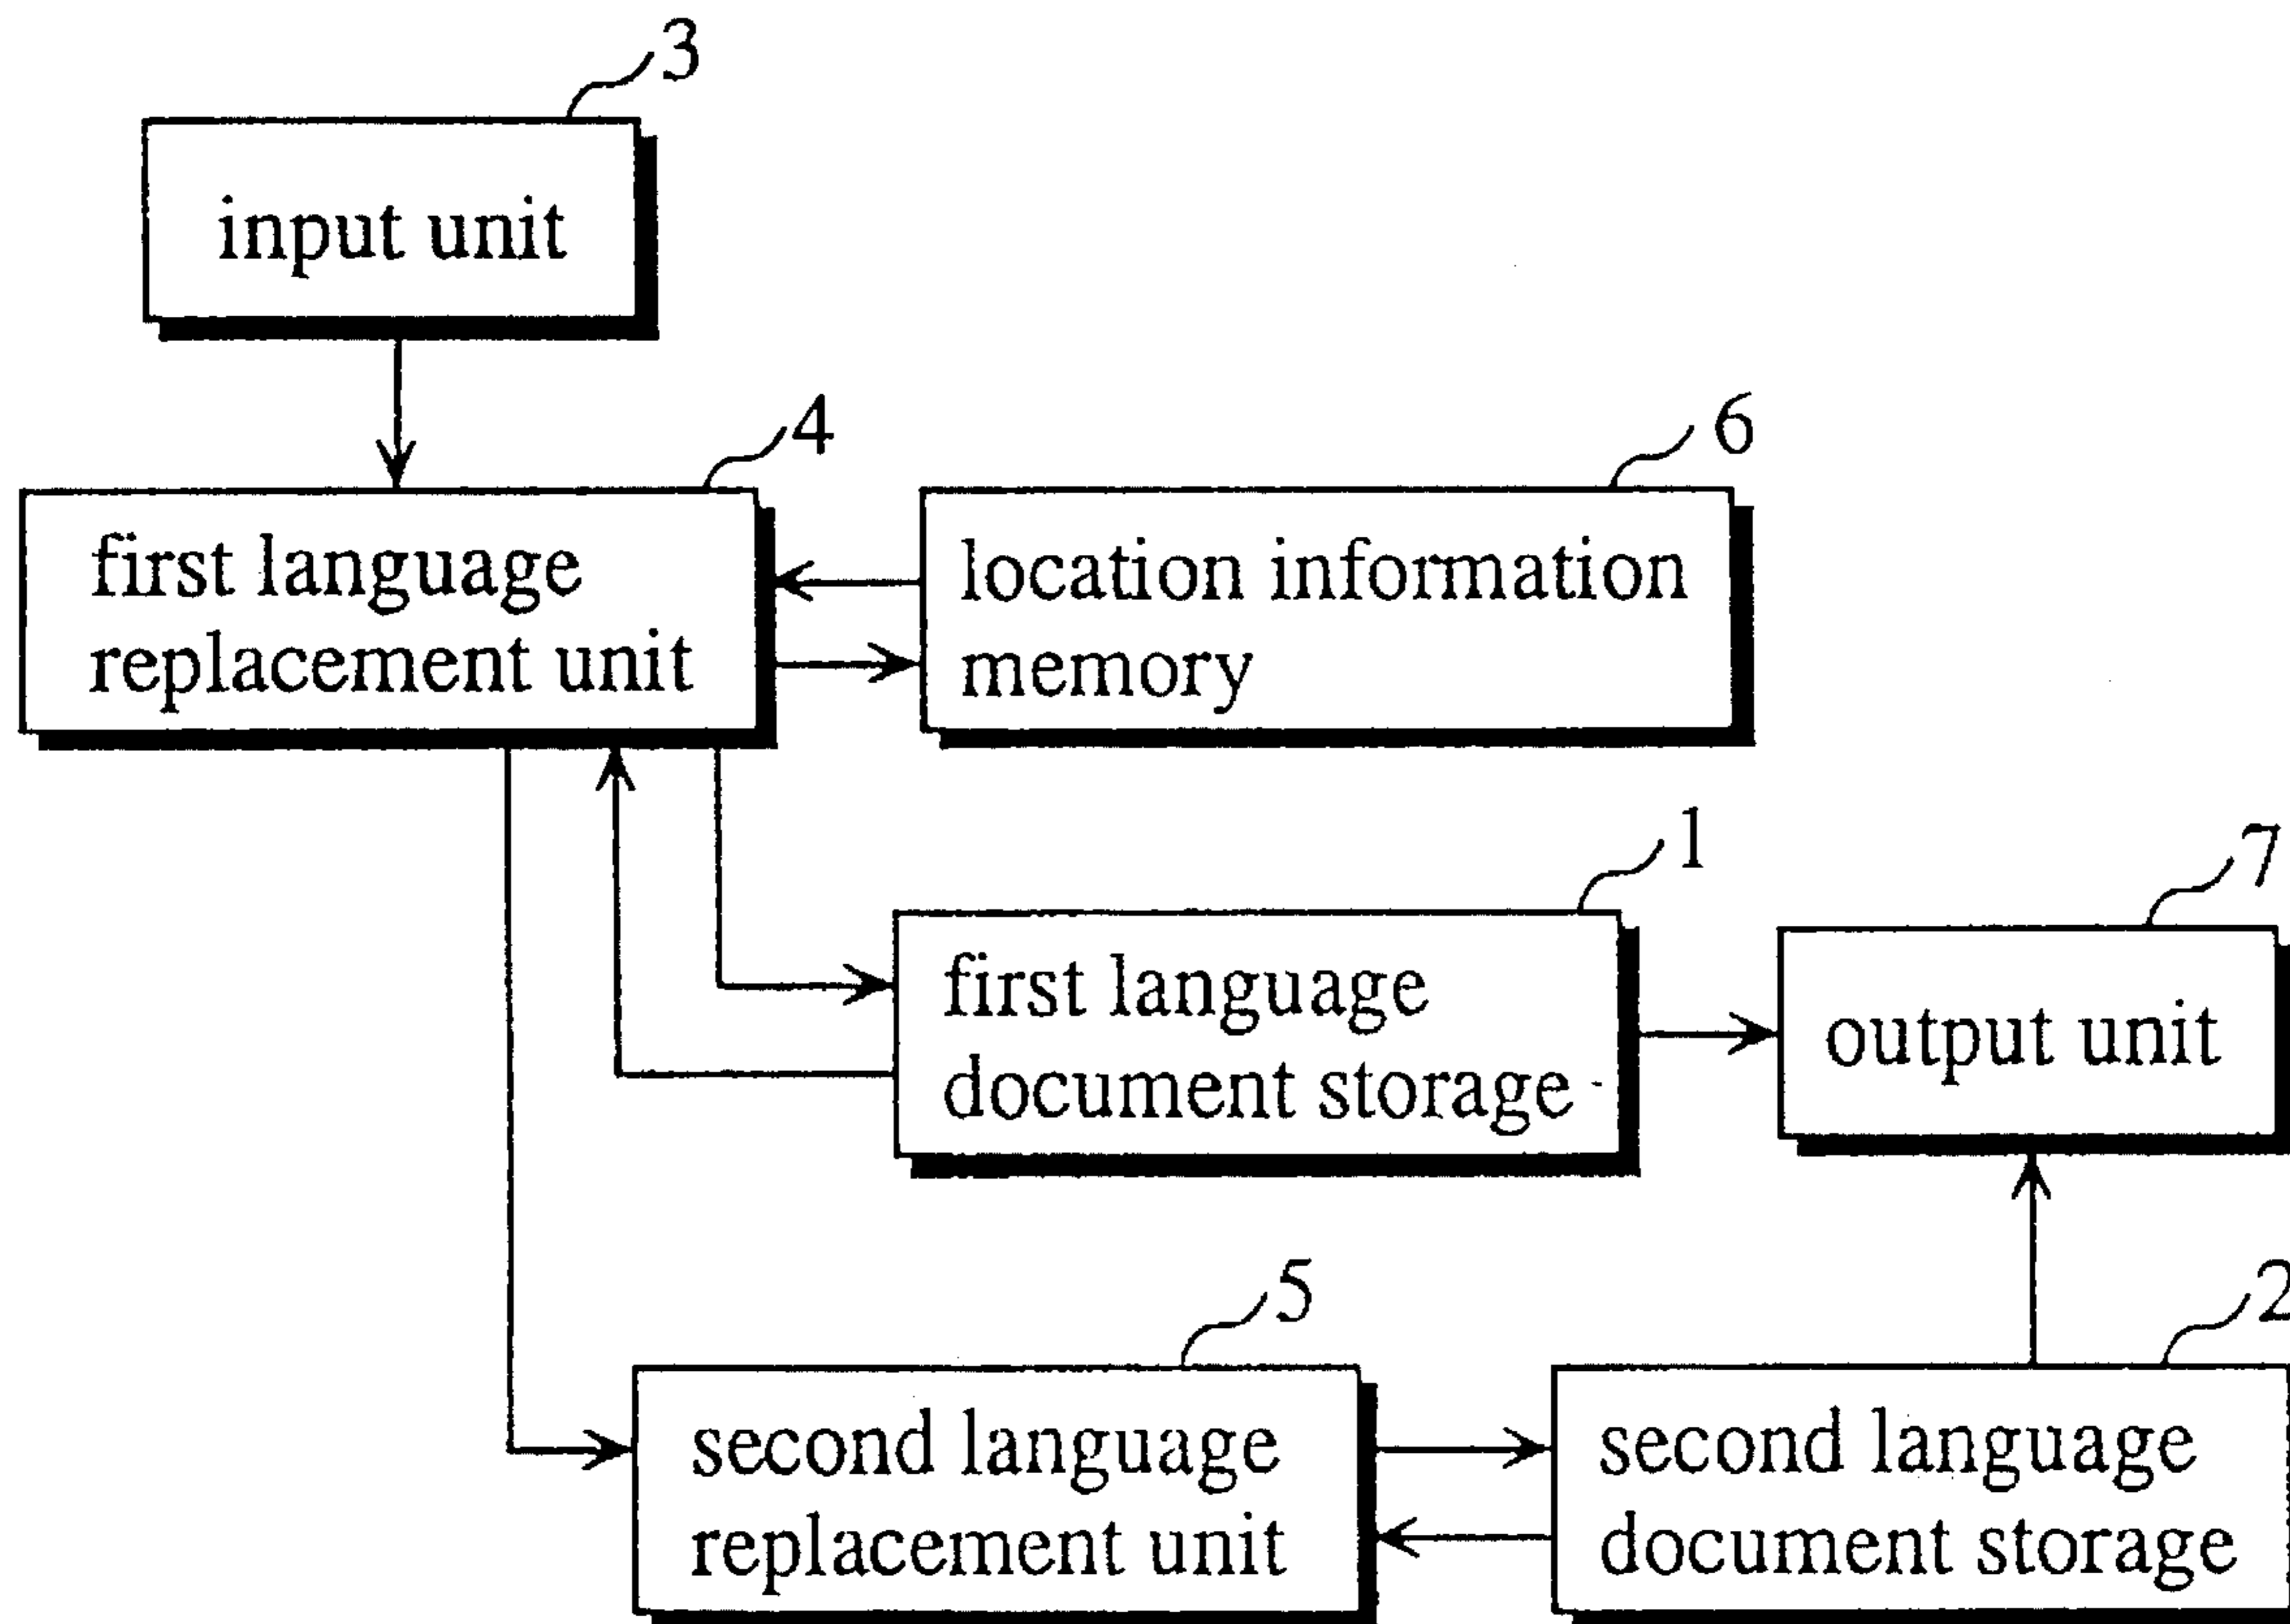 3
input unit
4
6
first language
replacement unit
location information
memory
1
7
first language
document storage
output unit
5
2
second language
replacement unit
second language
document storage